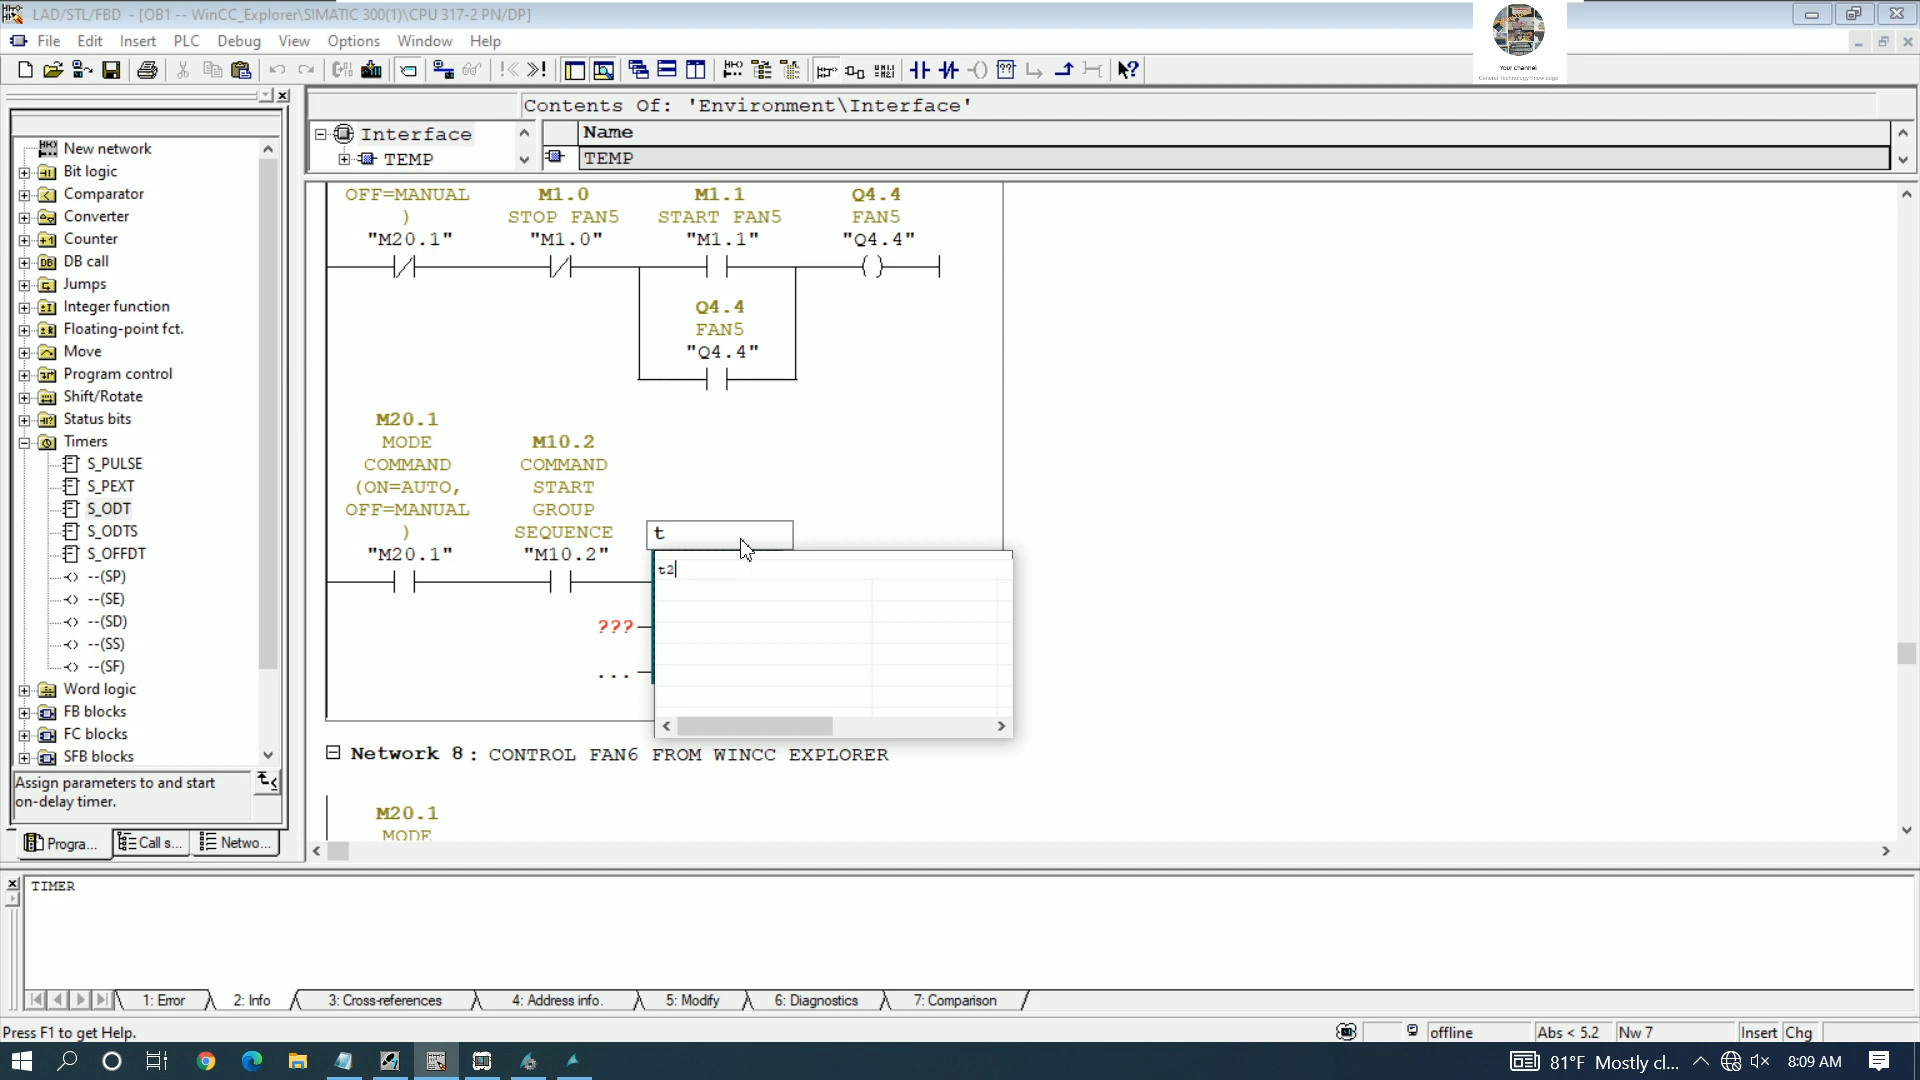 LAD/STL/FBD - [OB1 -- WinCC_Explorer\SIMATIC 300(1)\CPU 317-2 PN/DP]
File Edit Insert PLC Debug View Options Window Help
Your channel
General Technology Knowledge
Contents Of: 'Environment\Interface'
Interface
TEMP
Name
TEMP
New network
Bit logic
Comparator
Converter
Counter
DB call
Jumps
Integer function
Floating-point fct.
Move
Program control
Shift/Rotate
Status bits
Timers
S_PULSE
S_PEXT
S_ODT
S_ODTS
S_OFFDT
--(SP)
--(SE)
--(SD)
--(SS)
--(SF)
Word logic
FB blocks
FC blocks
SFB blocks
Assign parameters to and start
on-delay timer.
Progra... Call s... Netwo...
OFF=MANUAL M1.0 M1.1 Q4.4
) STOP FAN5 START FAN5 FAN5
"M20.1" "M1.0" "M1.1" "Q4.4"
Q4.4
FAN5
"Q4.4"
M20.1
MODE M10.2
COMMAND COMMAND
(ON=AUTO, START
OFF=MANUAL GROUP
) SEQUENCE t
"M20.1" "M10.2"
t2
???
...
Network 8: CONTROL FAN6 FROM WINCC EXPLORER
M20.1
MODE
TIMER
1: Error 2: Info 3: Cross-references 4: Address info. 5: Modify 6: Diagnostics 7: Comparison
Press F1 to get Help. offline Abs < 5.2 Nw 7 Insert Chg
81°F Mostly cl... 8:09 AM